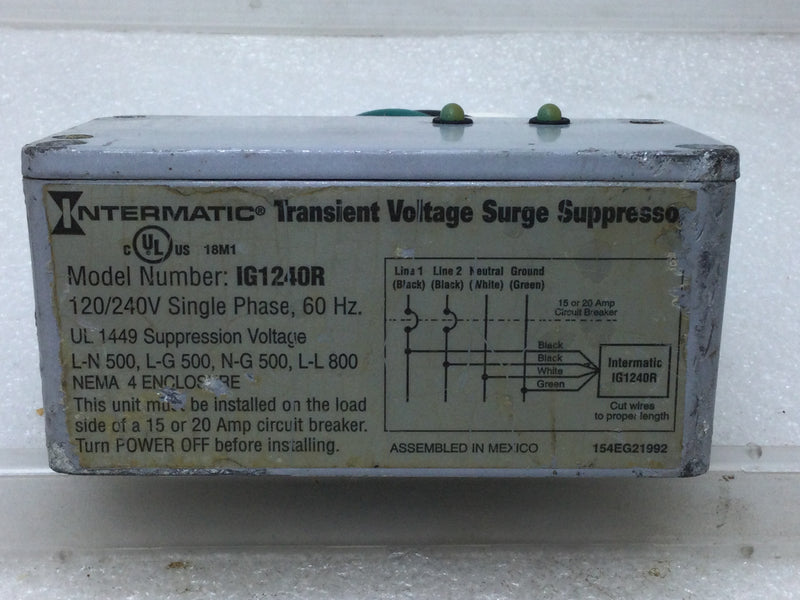 INTERMATIC® Transient Voltage Surge Suppresso
C UL US 18M1
Model Number: IG1240R
120/240V Single Phase, 60 Hz.
UL 1449 Suppression Voltage
L-N 500, L-G 500, N-G 500, L-L 800
NEMA 4 ENCLOSURE
This unit must be installed on the load
side of a 15 or 20 Amp circuit breaker.
Turn POWER OFF before installing.
Line 1 Line 2 Neutral Ground
(Black) (Black) (White) (Green)
15 or 20 Amp
Circuit Breaker
Black
Black
White
Green
Intermatic
IG1240R
Cut wires
to proper length
ASSEMBLED IN MEXICO 154EG21992